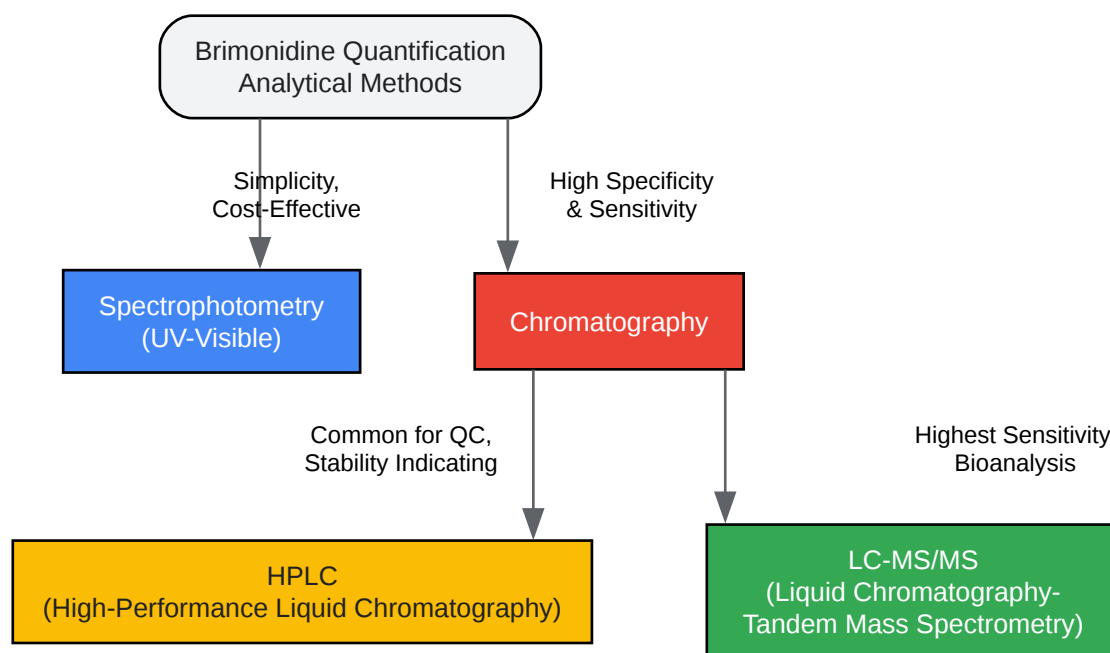 Brimonidine Quantification
Analytical Methods
Simplicity,
Cost-Effective
High Specificity
& Sensitivity
Spectrophotometry
(UV-Visible)
Chromatography
Common for QC,
Stability Indicating
Highest Sensitivity
Bioanalysis
HPLC
(High-Performance Liquid Chromatography)
LC-MS/MS
(Liquid Chromatography-
Tandem Mass Spectrometry)